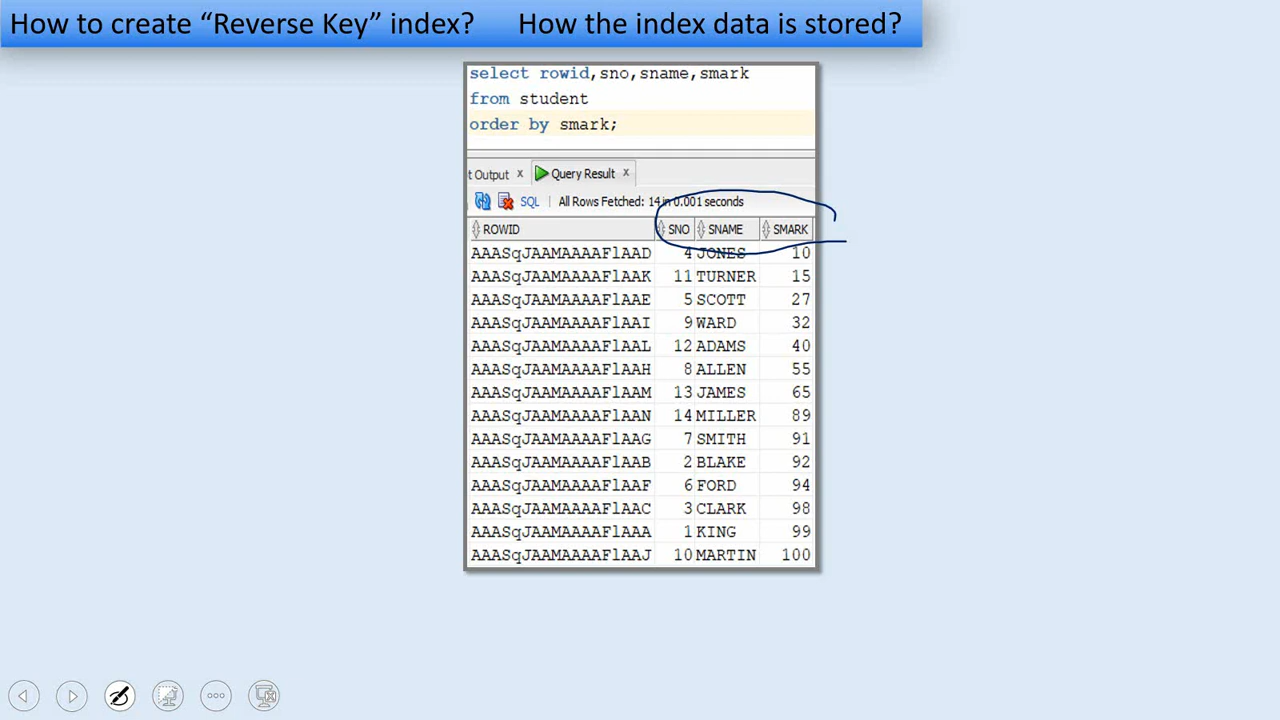 How to create “Reverse Key” index? How the index data is stored?
select rowid,sno,sname,smark
from student
order by smark;
t Output x Query Result x
SQL | All Rows Fetched: 14 in 0.001 seconds
ROWID SNO SNAME SMARK
AAASqJAAMAAAAFlAAD 4 JONES 10
AAASqJAAMAAAAFlAAK 11 TURNER 15
AAASqJAAMAAAAFlAAE 5 SCOTT 27
AAASqJAAMAAAAFlAAI 9 WARD 32
AAASqJAAMAAAAFlAAL 12 ADAMS 40
AAASqJAAMAAAAFlAAH 8 ALLEN 55
AAASqJAAMAAAAFlAAM 13 JAMES 65
AAASqJAAMAAAAFlAAN 14 MILLER 89
AAASqJAAMAAAAFlAAG 7 SMITH 91
AAASqJAAMAAAAFlAAB 2 BLAKE 92
AAASqJAAMAAAAFlAAF 6 FORD 94
AAASqJAAMAAAAFlAAC 3 CLARK 98
AAASqJAAMAAAAFlAAA 1 KING 99
AAASqJAAMAAAAFlAAJ 10 MARTIN 100